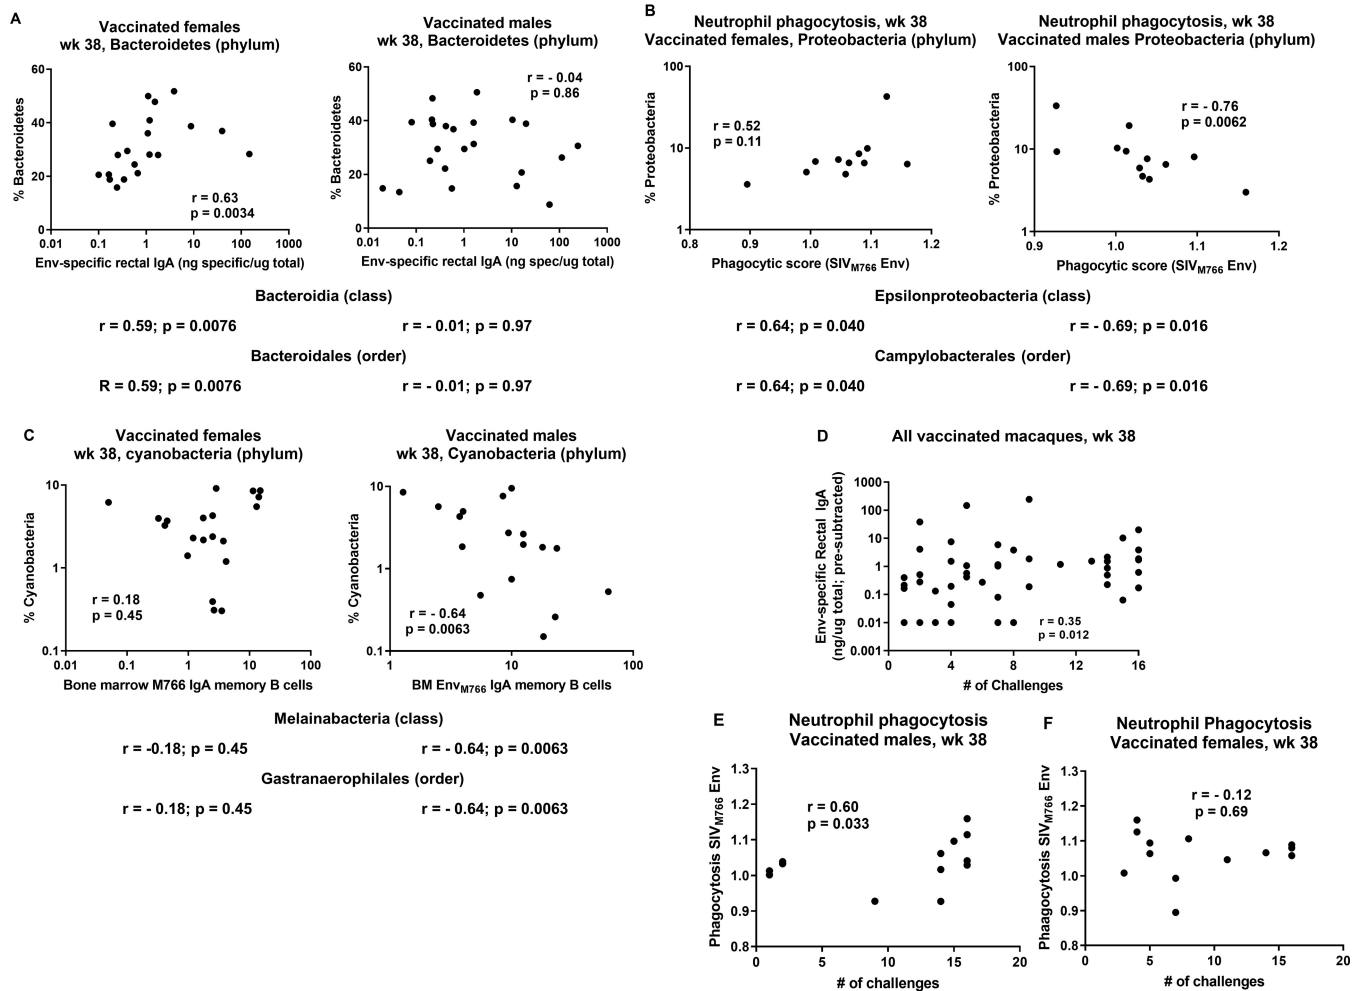 A
Vaccinated females
wk 38, Bacteroidetes (phylum)
% Bacteroidetes
60
40
20
0
r = 0.63
p = 0.0034
0.01
0.1
1
10
100
1000
Env-specific rectal IgA (ng specific/ug total)
Vaccinated males
wk 38, Bacteroidetes (phylum)
% Bacteroidetes
60
40
20
0
r = - 0.04
p = 0.86
0.01
0.1
1
10
100
1000
Env-specific rectal IgA (ng spec/ug total)
Bacteroidia (class)
r = 0.59; p = 0.0076
r = - 0.01; p = 0.97
Bacteroidales (order)
R = 0.59; p = 0.0076
r = - 0.01; p = 0.97
B
Neutrophil phagocytosis, wk 38
Vaccinated females, Proteobacteria (phylum)
% Proteobacteria
100
10
1
r = 0.52
p = 0.11
0.8
0.9
1.0
1.1
1.2
Phagocytic score (SIVM766 Env)
Neutrophil phagocytosis, wk 38
Vaccinated males Proteobacteria (phylum)
% Proteobacteria
100
10
1
r = - 0.76
p = 0.0062
0.9
1.0
1.1
1.2
Phagocytic score (SIVM766 Env)
Epsilonproteobacteria (class)
r = 0.64; p = 0.040
r = - 0.69; p = 0.016
Campylobacterales (order)
r = 0.64; p = 0.040
r = - 0.69; p = 0.016
C
Vaccinated females
wk 38, cyanobacteria (phylum)
% Cyanobacteria
10
1
0.1
r = 0.18
p = 0.45
0.01
0.1
1
10
100
Bone marrow M766 IgA memory B cells
Vaccinated males
wk 38, Cyanobacteria (phylum)
% Cyanobacteria
10
1
0.1
r = - 0.64
p = 0.0063
1
10
100
BM EnvM766 IgA memory B cells
Melainabacteria (class)
r = -0.18; p = 0.45
r = - 0.64; p = 0.0063
Gastranaerophilales (order)
r = - 0.18; p = 0.45
r = - 0.64; p = 0.0063
D
All vaccinated macaques, wk 38
Env-specific Rectal IgA
(ng/ug total; pre-subtracted)
1000
100
10
1
0.1
0.01
0.001
r = 0.35
p = 0.012
0
4
8
12
16
# of Challenges
E
Neutrophil phagocytosis
Vaccinated males, wk 38
Phagocytosis SIVM766 Env
1.3
1.2
1.1
1.0
0.9
0.8
r = 0.60
p = 0.033
0
5
10
15
20
# of challenges
F
Neutrophil Phagocytosis
Vaccinated females, wk 38
Phaagocytosis SIVM766 Env
1.3
1.2
1.1
1.0
0.9
0.8
r = - 0.12
p = 0.69
0
5
10
15
20
# of challenges